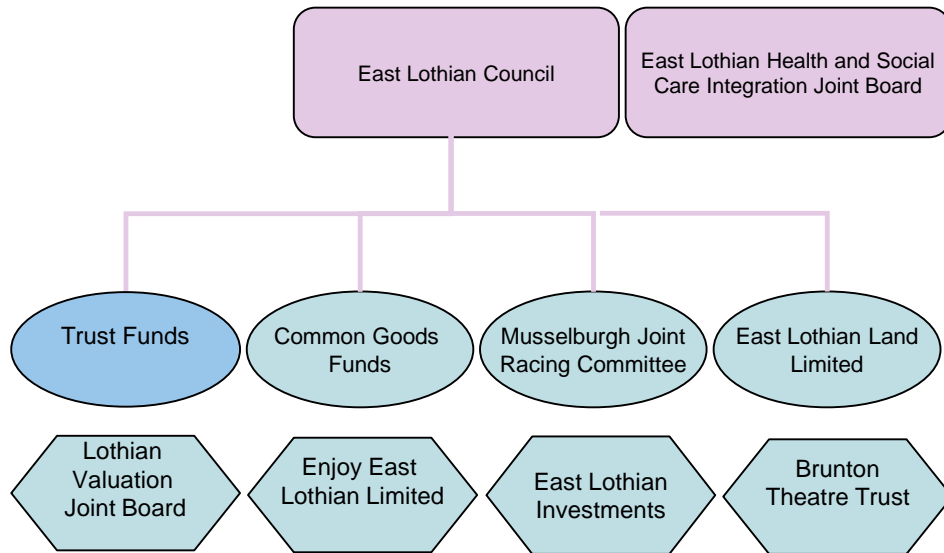 East Lothian Council
East Lothian Health and Social
Care Integration Joint Board
Trust Funds
Common Goods
Funds
Musselburgh Joint
Racing Committee
East Lothian Land
Limited
Lothian
Valuation
Joint Board
Enjoy East
Lothian Limited
East Lothian
Investments
Brunton
Theatre Trust